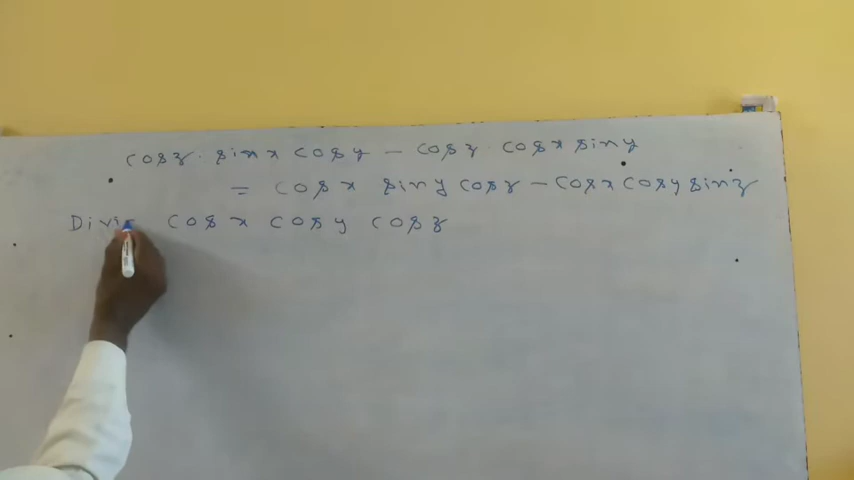 cosz. sinx cosy - cosz cosx siny
= cosx siny cosz - cosx cosy sinz
Divi cosx cosy cosz